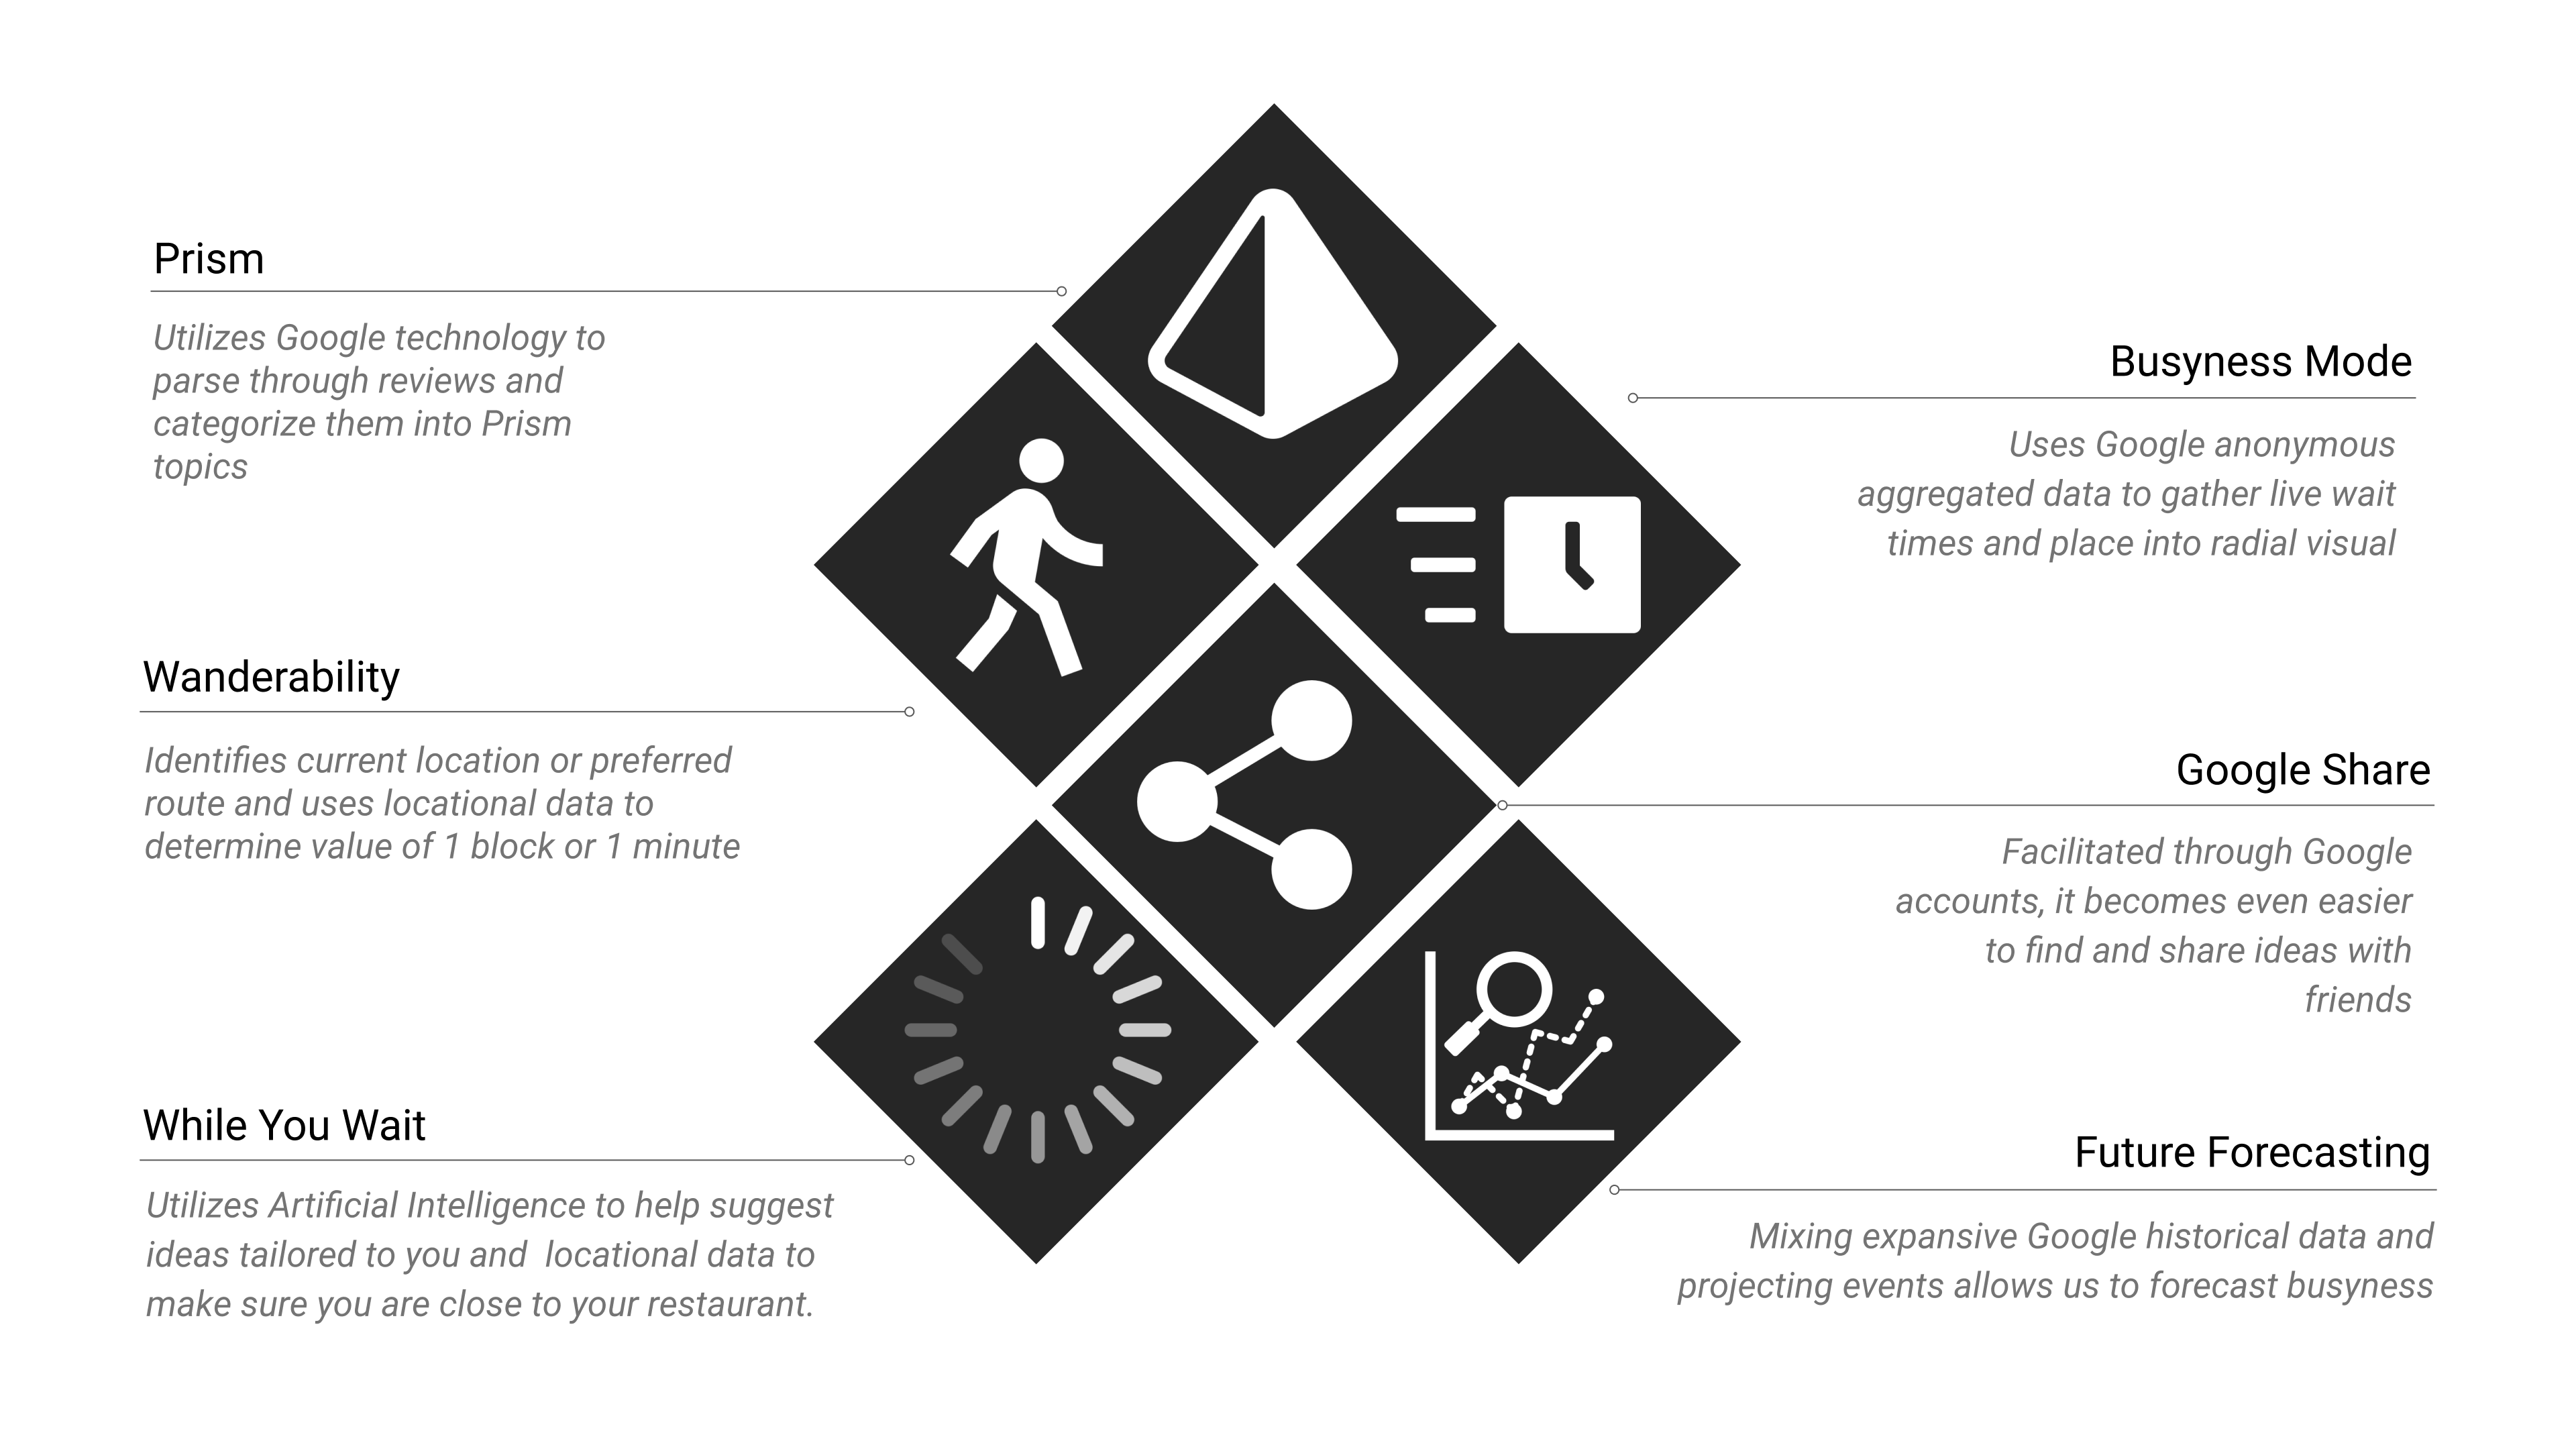 Prism
Utilizes Google technology to
parse through reviews and
categorize them into Prism
topics
Busyness Mode
Uses Google anonymous
aggregated data to gather live wait
times and place into radial visual
Wanderability
Identifies current location or preferred
route and uses locational data to
determine value of 1 block or 1 minute
Google Share
Facilitated through Google
accounts, it becomes even easier
to find and share ideas with
friends
While You Wait
Utilizes Artificial Intelligence to help suggest
ideas tailored to you and  locational data to
make sure you are close to your restaurant.
Future Forecasting
Mixing expansive Google historical data and
projecting events allows us to forecast busyness